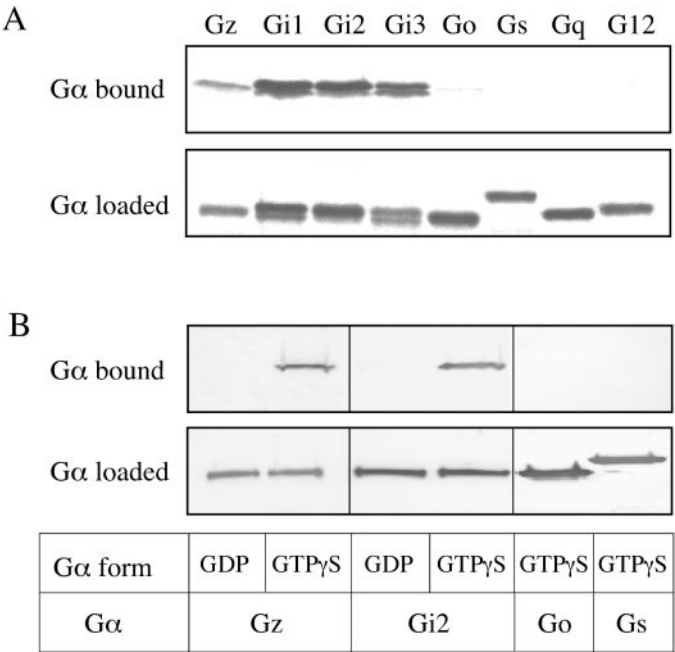 A
Gz Gi1 Gi2 Gi3 Go Gs Gq G12
Gα bound
Gα loaded
B
Gα bound
Gα loaded
Gα form GDP GTPγS GDP GTPγS GTPγS GTPγS
Gα Gz Gi2 Go Gs